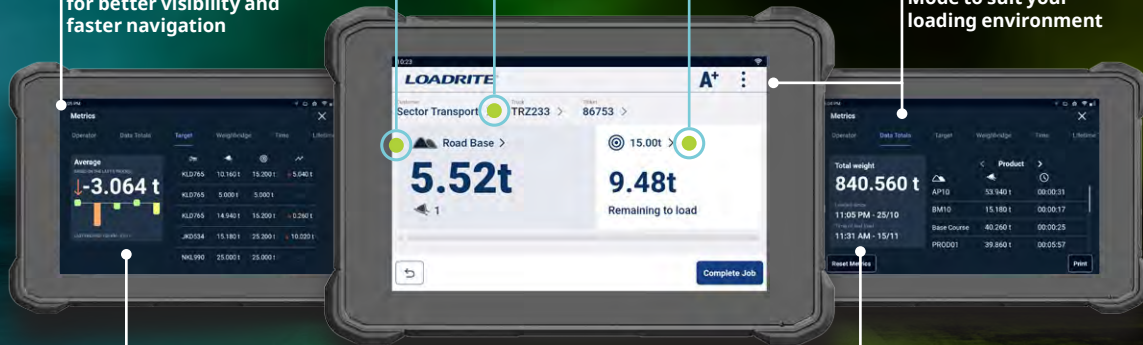 for better visibility and
faster navigation
Mode to suit your
loading environment
Metrics
Operator Data Totals Target Weighbridge Time Lifetime
Average
↓-3.064 t
KLD765 10.160 t 15.200 t 5.040 t
KLD765 5.000 t 5.000 t
KLD765 14.940 t 15.200 t 0.260 t
JKD534 15.180 t 25.200 t 10.020 t
NKL990 25.000 t 25.000 t
10:23
LOADRITE
A+
Sector Transport TRZ233 > 86753 >
Road Base >
15.00t >
5.52t
9.48t
1
Remaining to load
Complete Job
Metrics
Operator Data Totals Target Weighbridge Time Lifetime
Total weight
840.560 t
< Product >
AP10 53.940 t 00:00:31
11:05 PM - 25/10
BM10 15.180 t 00:00:17
Base Course 40.260 t 00:00:25
11:31 AM - 15/11
PROD01 39.860 t 00:05:57
Reset Metrics
Print